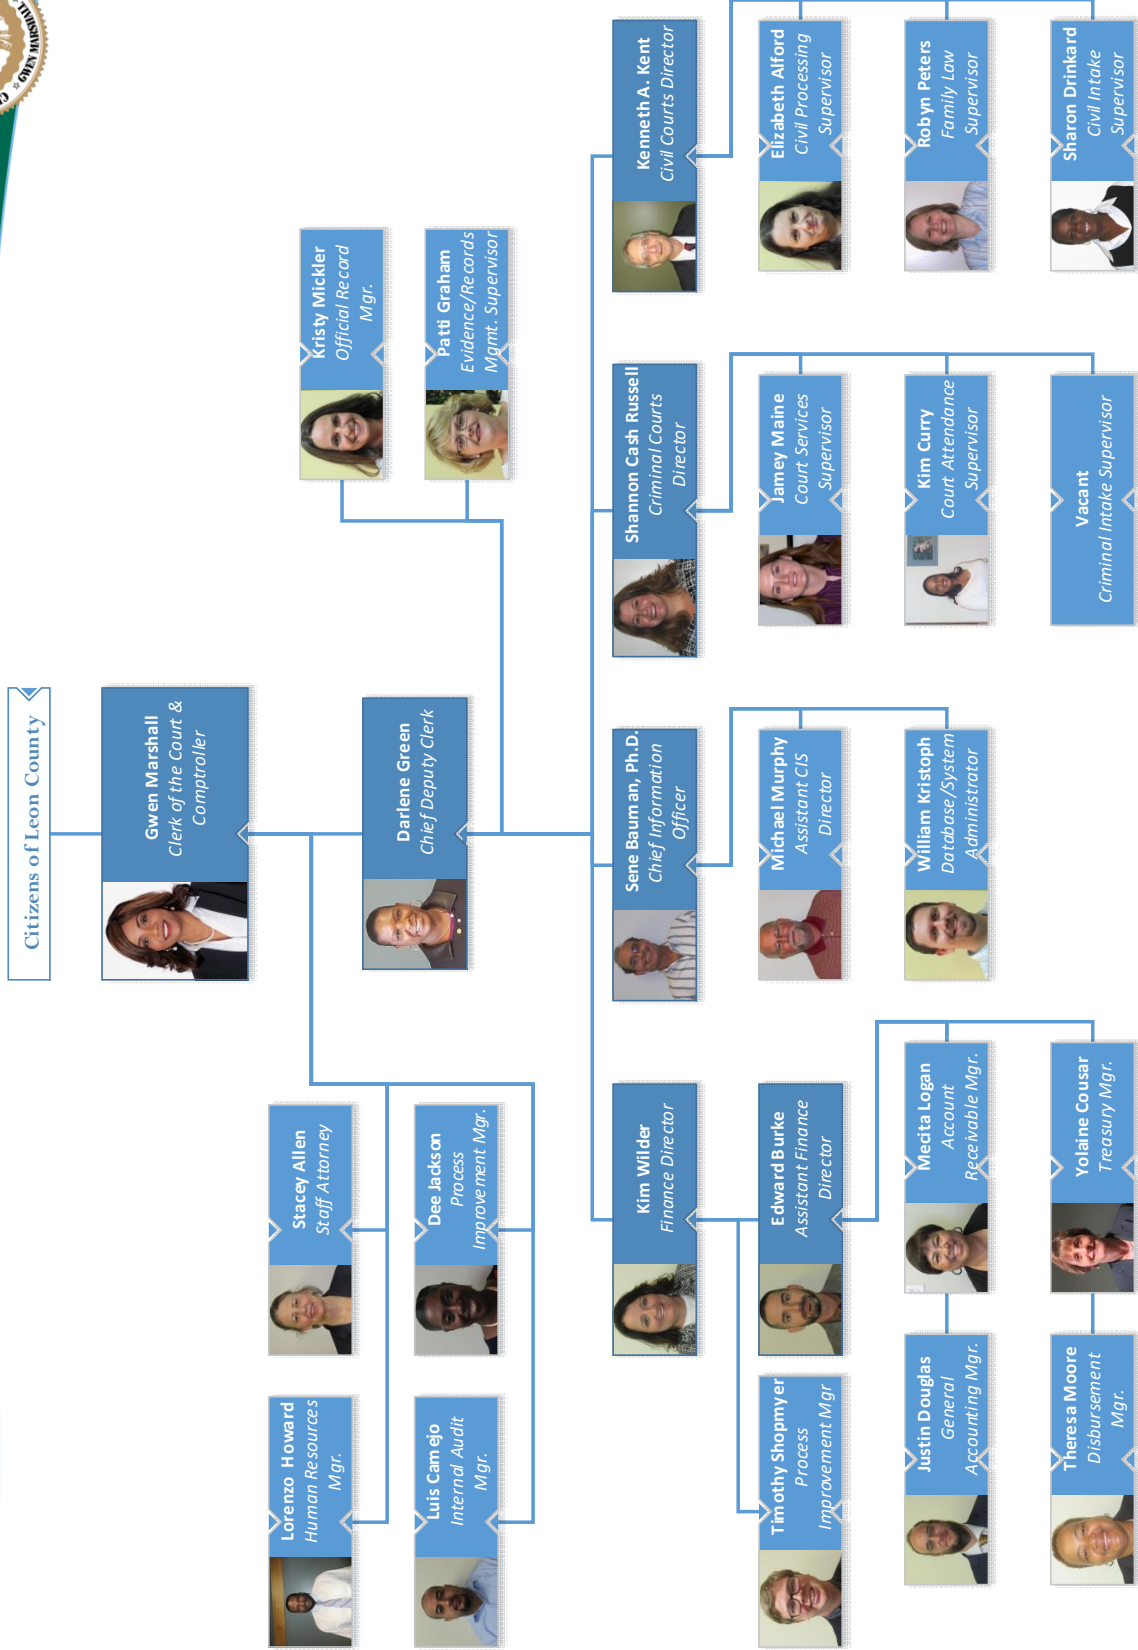 GWEN MARSHALL
Citizens of Leon County
Gwen Marshall
Clerk of the Court &
Comptroller
Lorenzo Howard
Human Resources
Mgr.
Stacey Allen
Staff Attorney
Kristy Mickler
Official Record
Mgr.
Darlene Green
Chief Deputy Clerk
Luis Camejo
Internal Audit
Mgr.
Dee Jackson
Process
Improvement Mgr.
Patti Graham
Evidence/Records
Mgmt. Supervisor
Kim Wilder
Finance Director
Sene Bauman, Ph.D.
Chief Information
Officer
Shannon Cash Russell
Criminal Courts
Director
Kenneth A. Kent
Civil Courts Director
Timothy Shopmyer
Process
Improvement Mgr
Edward Burke
Assistant Finance
Director
Michael Murphy
Assistant CIS
Director
Jamey Maine
Court Services
Supervisor
Elizabeth Alford
Civil Processing
Supervisor
Justin Douglas
General
Accounting Mgr.
Mecita Logan
Account
Receivable Mgr.
William Kristoph
Database/System
Administrator
Kim Curry
Court Attendance
Supervisor
Robyn Peters
Family Law
Supervisor
Theresa Moore
Disbursement
Mgr.
Yolaine Cousar
Treasury Mgr.
Vacant
Criminal Intake Supervisor
Sharon Drinkard
Civil Intake
Supervisor